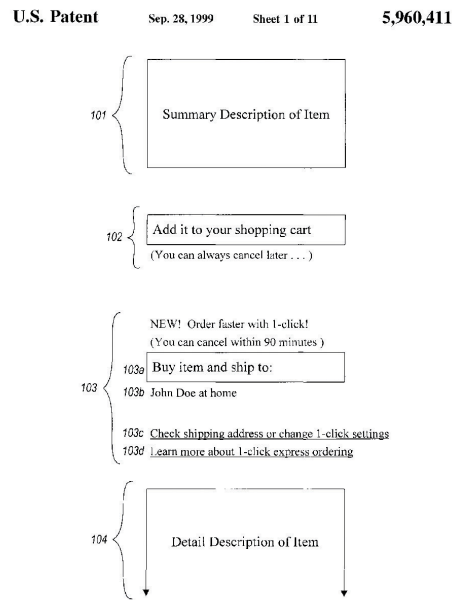 U.S. Patent Sep. 28, 1999 Sheet 1 of 11 5,960,411
101 Summary Description of Item
102 Add it to your shopping cart
(You can always cancel later . . . )
NEW! Order faster with 1-click!
(You can cancel within 90 minutes )
103a Buy item and ship to:
103 103b John Doe at home
103c Check shipping address or change 1-click settings
103d Learn more about 1-click express ordering
104 Detail Description of Item